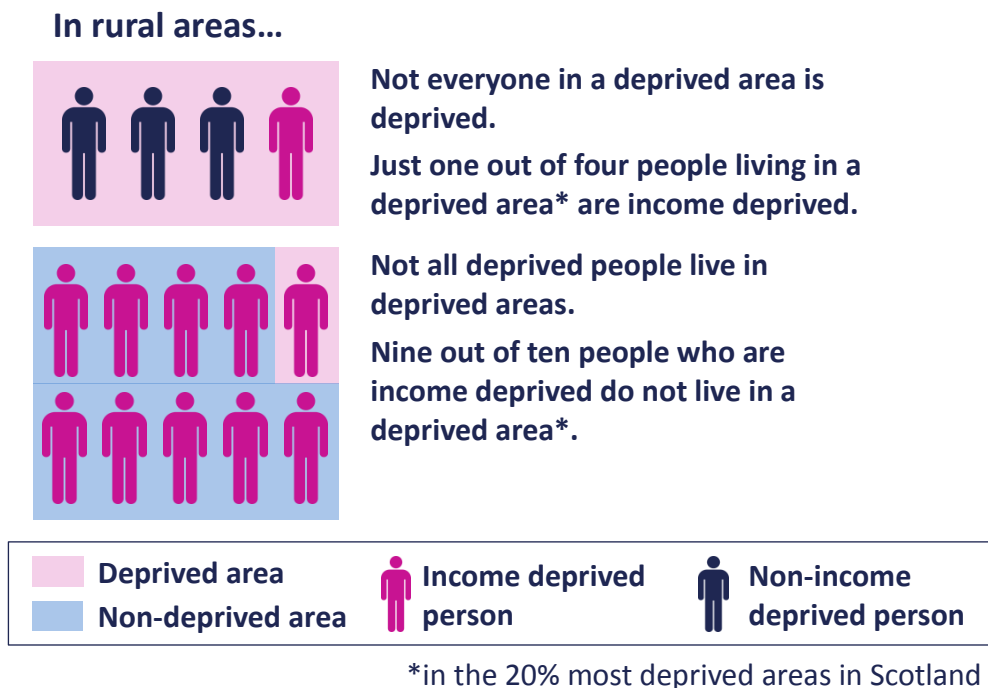 In rural areas…
Not everyone in a deprived area is
deprived.
Just one out of four people living in a
deprived area* are income deprived.
Not all deprived people live in
deprived areas.
Nine out of ten people who are
income deprived do not live in a
deprived area*.
Deprived area
Non-deprived area
Income deprived
person
Non-income
deprived person
*in the 20% most deprived areas in Scotland